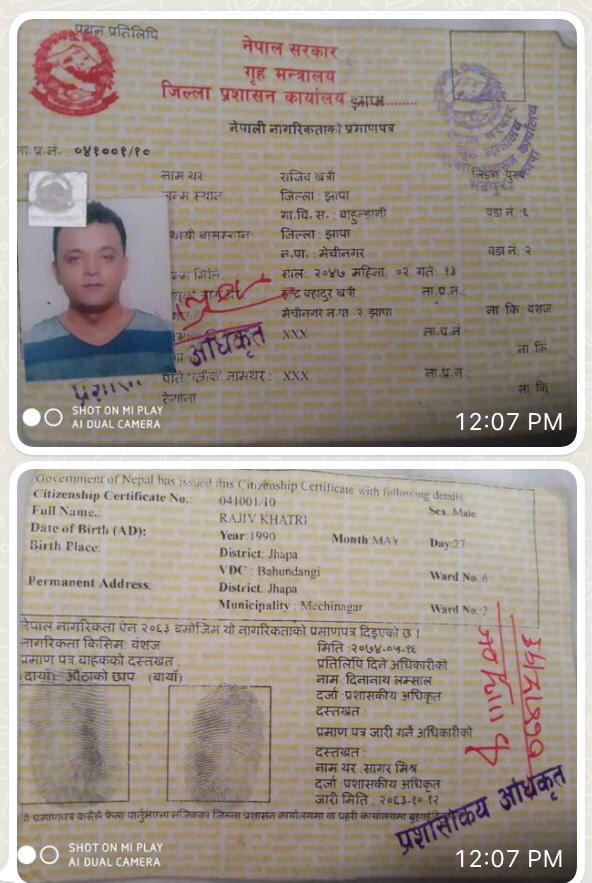 प्रथम प्रतिलिपि
नेपाल सरकार
गृह मन्त्रालय
जिल्ला प्रशासन कार्यालय झापा.........
नेपाली नागरिकताको प्रमाणपत्र
ना.प्र.नं.: ०४१००१/१०
नाम थर राजिव खत्री लिङ्ग पुरुष
जन्म स्थान जिल्ला : झापा
गा.वि.स. : बाहुन्डांगी वडा नं. ६
स्थायी बासस्थान: जिल्ला : झापा
न.पा. : मेचीनगर वडा नं. २
साल: २०४७ महिना. ०२ गते. १३
इन्द्र बहादुर खत्री ना.प्र.नं.
मेचीनगर न.पा. २, झापा ना कि वंशज
XXX ना.प्र.नं
ना कि
नामथर : XXX ना.प्र.नं.:
ठेगाना ना कि
अधिकृत
SHOT ON MI PLAY
AI DUAL CAMERA
12:07 PM
Government of Nepal has issued this Citizenship Certificate with following details
Citizenship Certificate No.: 041001/10 Sex. Male
Full Name.: RAJIV KHATRI
Date of Birth (AD): Year:1990 Month:MAY Day:27
Birth Place: District: Jhapa
VDC : Bahundangi Ward No.:6
Permanent Address: District: Jhapa
Municipality : Mechinagar Ward No.:2
नेपाल नागरिकता ऐन २०६३ बमोजिम यो नागरिकताको प्रमाणपत्र दिइएको छ ।
नागरिकता किसिम: वंशज मिति :२०७४-०५-१६
प्रमाण पत्र वाहकको दस्तखत : प्रतिलिपि दिने अधिकारीको
(दायाँ) औंठाको छाप (बायाँ) नाम: दिनानाथ लम्साल
दर्जा :प्रशासकीय अधिकृत
दस्तखत:
प्रमाण पत्र जारी गर्ने अधिकारीको
दस्तखत :
नाम थर :सागर मिश्र
दर्जा :प्रशासकीय अधिकृत
जारी मिति : २०६३-१०-१२
प्रशासकीय अधिकृत
SHOT ON MI PLAY
AI DUAL CAMERA
12:07 PM